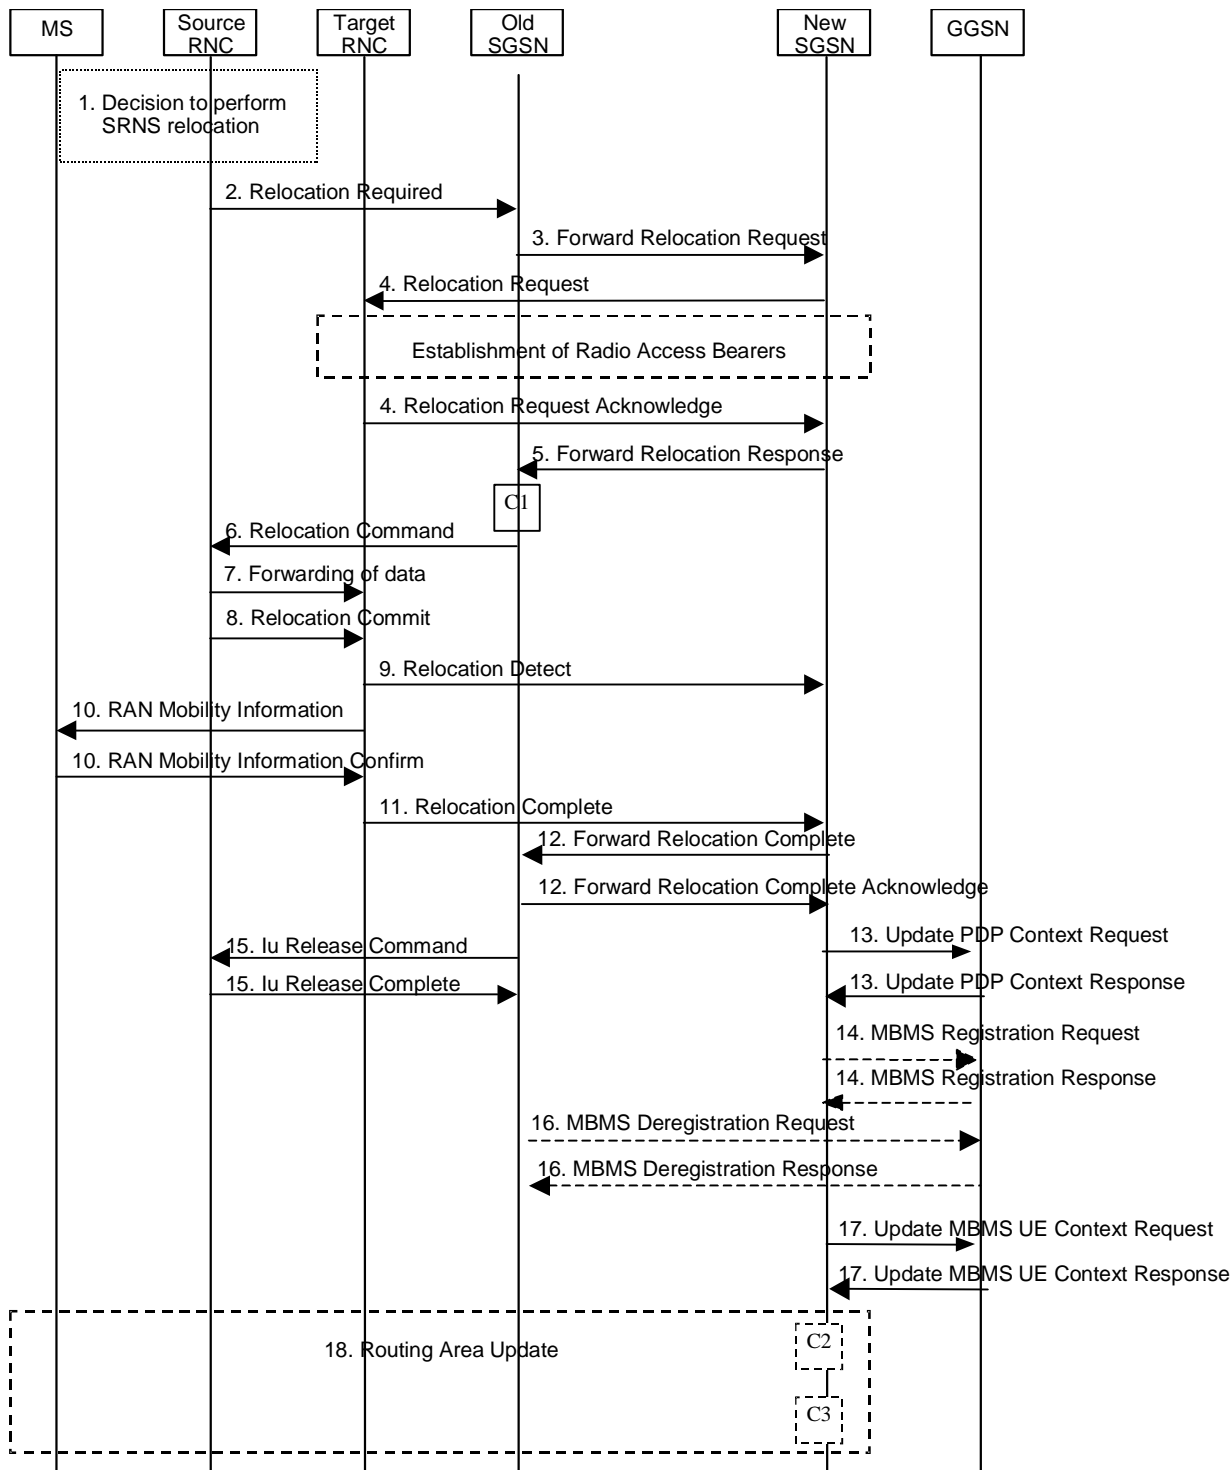 MS
Source
RNC
Target
RNC
Old
SGSN
New
SGSN
GGSN
1. Decision to perform
SRNS relocation
2. Relocation Required
3. Forward Relocation Request
4. Relocation Request
Establishment of Radio Access Bearers
4. Relocation Request Acknowledge
5. Forward Relocation Response
C1
6. Relocation Command
7. Forwarding of data
8. Relocation Commit
9. Relocation Detect
10. RAN Mobility Information
10. RAN Mobility Information Confirm
11. Relocation Complete
12. Forward Relocation Complete
12. Forward Relocation Complete Acknowledge
13. Update PDP Context Request
15. Iu Release Command
15. Iu Release Complete
13. Update PDP Context Response
14. MBMS Registration Request
14. MBMS Registration Response
16. MBMS Deregistration Request
16. MBMS Deregistration Response
17. Update MBMS UE Context Request
17. Update MBMS UE Context Response
18. Routing Area Update
C2
C3